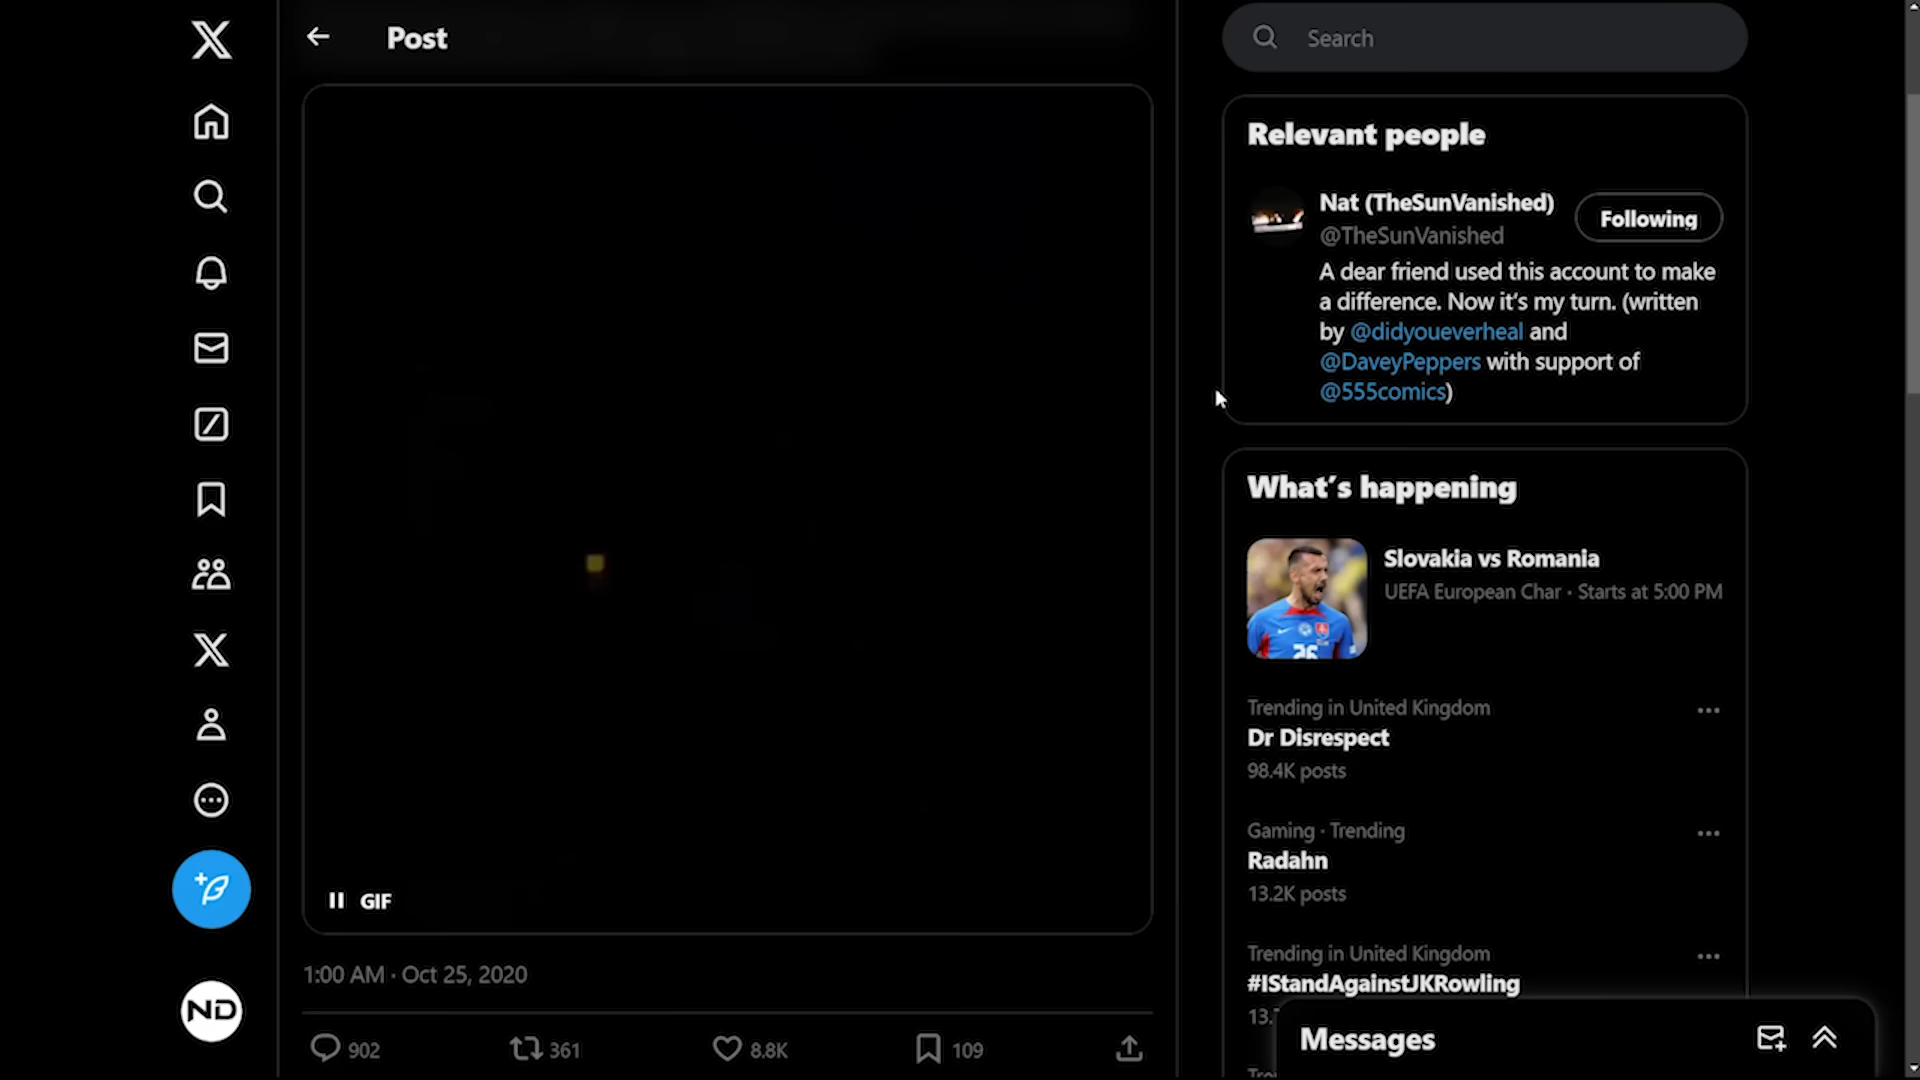 Post
GIF
1:00 AM · Oct 25, 2020
902
361
8.8K
109
ND
Search
Relevant people
Nat (TheSunVanished)
@TheSunVanished
Following
A dear friend used this account to make
a difference. Now it's my turn. (written
by @didyoueverheal and
@DaveyPeppers with support of
@555comics)
What's happening
Slovakia vs Romania
UEFA European Char · Starts at 5:00 PM
26
Trending in United Kingdom
Dr Disrespect
98.4K posts
Gaming · Trending
Radahn
13.2K posts
Trending in United Kingdom
#IStandAgainstJKRowling
Messages